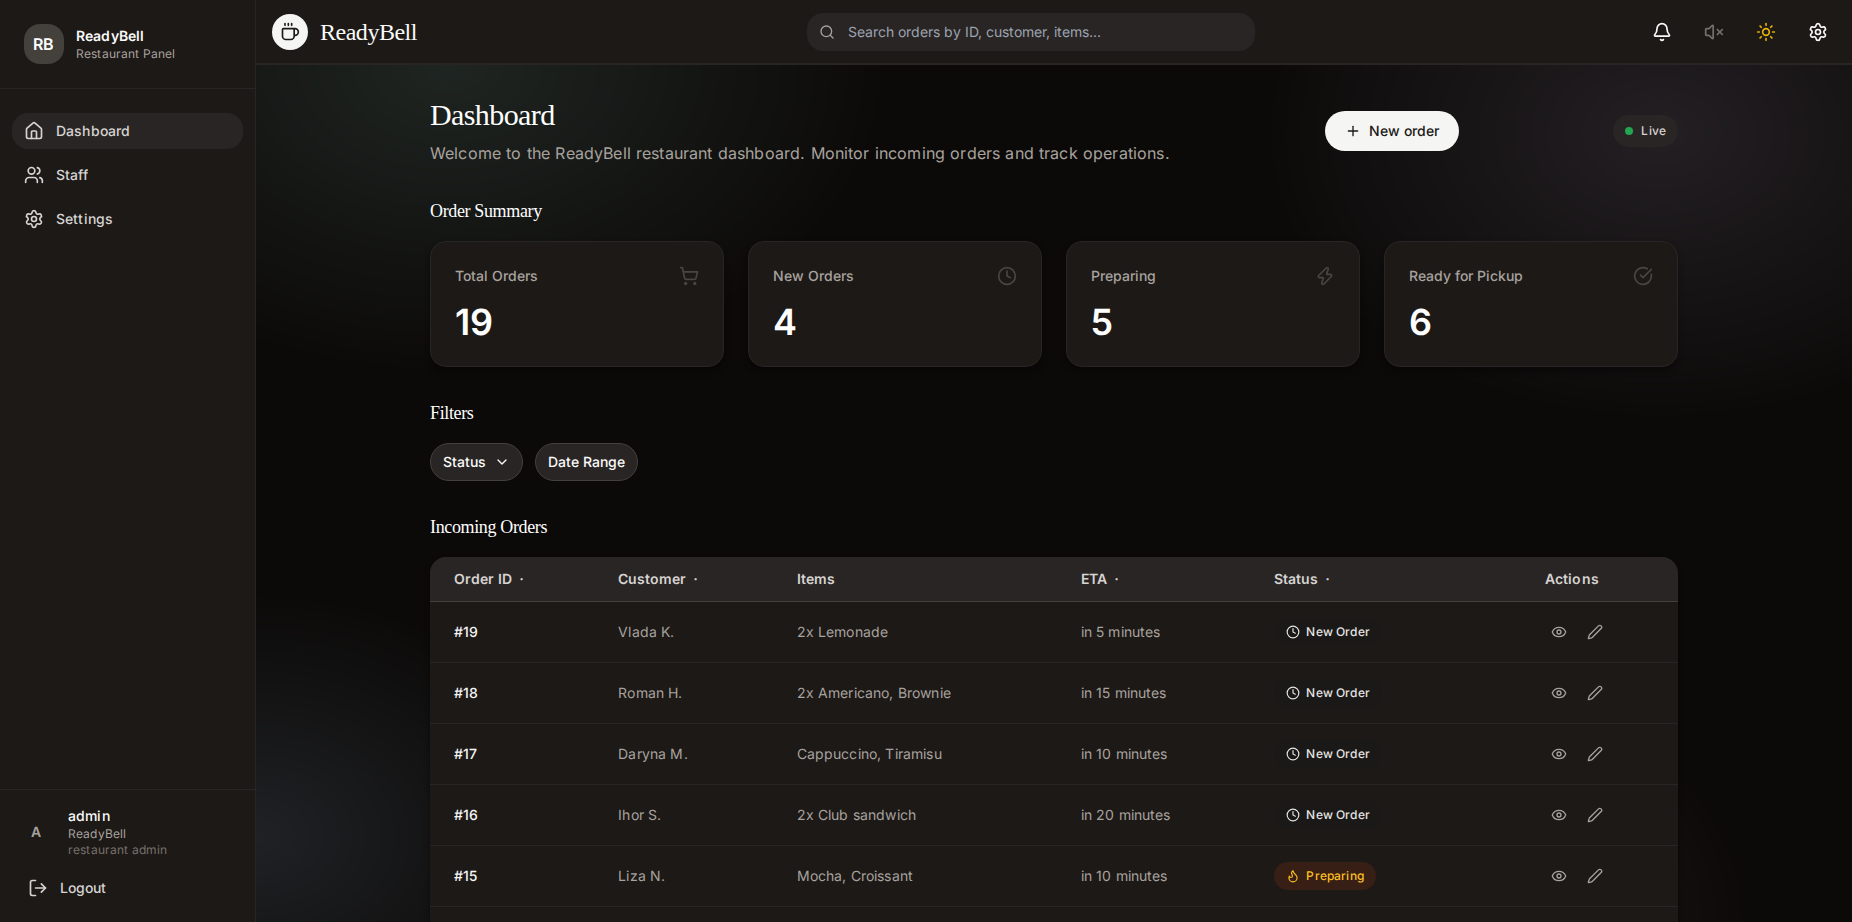 RB
ReadyBell
Restaurant Panel
Dashboard
Staff
Settings
A
admin
ReadyBell
restaurant admin
Logout
ReadyBell
Search orders by ID, customer, items...
Dashboard
Welcome to the ReadyBell restaurant dashboard. Monitor incoming orders and track operations.
+ New order
Live
Order Summary
Total Orders
19
New Orders
4
Preparing
5
Ready for Pickup
6
Filters
Status
Date Range
Incoming Orders
Order ID · Customer · Items ETA · Status · Actions
#19 Vlada K. 2x Lemonade in 5 minutes New Order
#18 Roman H. 2x Americano, Brownie in 15 minutes New Order
#17 Daryna M. Cappuccino, Tiramisu in 10 minutes New Order
#16 Ihor S. 2x Club sandwich in 20 minutes New Order
#15 Liza N. Mocha, Croissant in 10 minutes Preparing